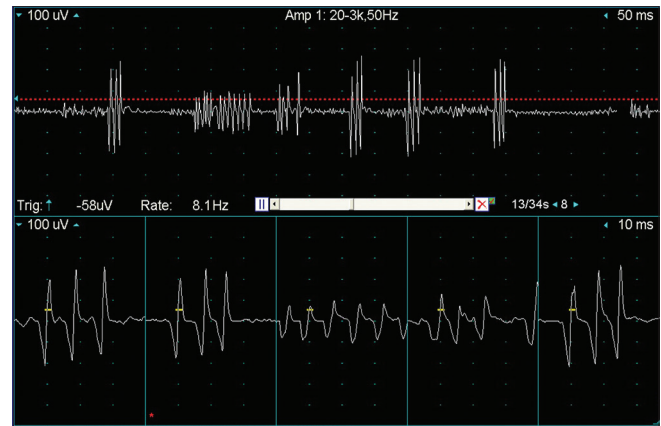 100 uV Amp 1: 20-3k,50Hz 50 ms
Trig: ↑ -58uV Rate: 8.1Hz 13/34s 8
100 uV 10 ms
*